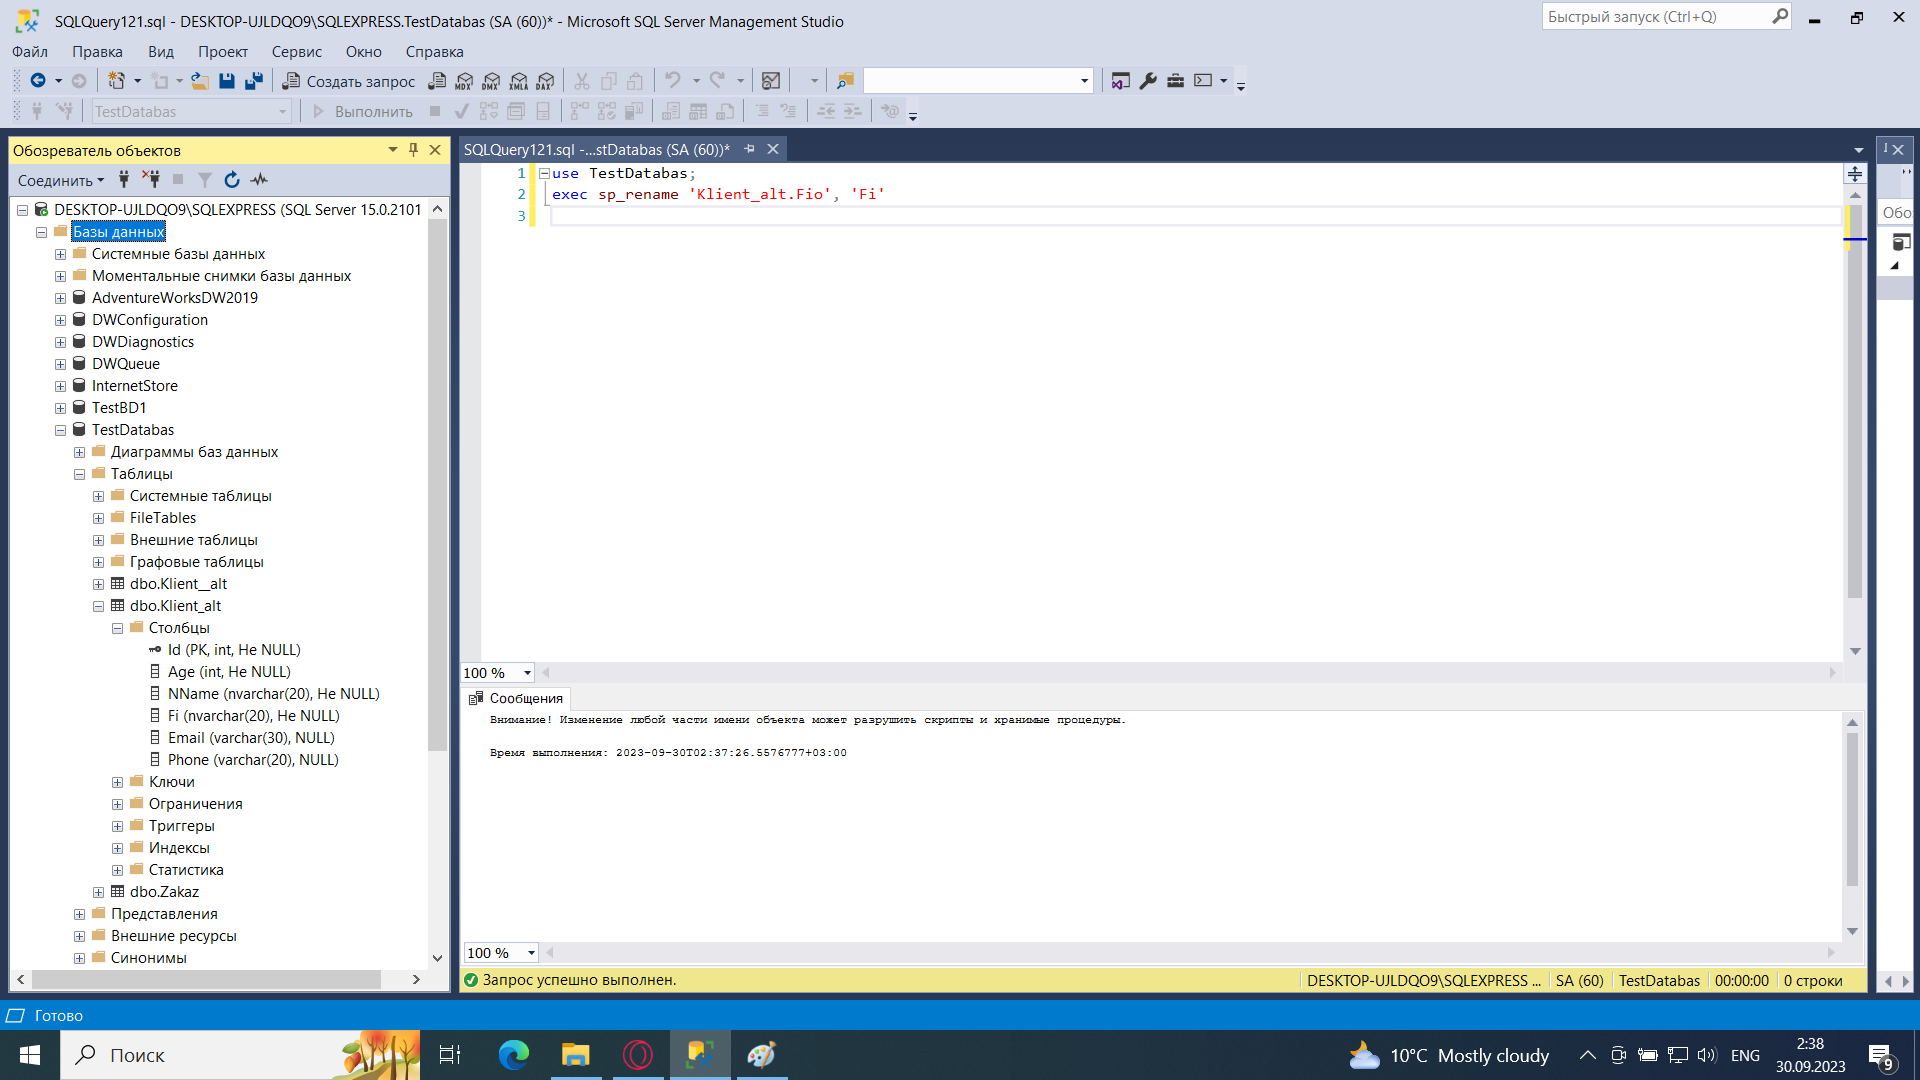 SQLQuery121.sql - DESKTOP-UJLDQO9\SQLEXPRESS.TestDatabas (SA (60))* - Microsoft SQL Server Management Studio
Быстрый запуск (Ctrl+Q)
Файл Правка Вид Проект Сервис Окно Справка
Создать запрос MDX DMX XMLA DAX
TestDatabas Выполнить
Обозреватель объектов
Соединить
DESKTOP-UJLDQO9\SQLEXPRESS (SQL Server 15.0.2101
Базы данных
Системные базы данных
Моментальные снимки базы данных
AdventureWorksDW2019
DWConfiguration
DWDiagnostics
DWQueue
InternetStore
TestBD1
TestDatabas
Диаграммы баз данных
Таблицы
Системные таблицы
FileTables
Внешние таблицы
Графовые таблицы
dbo.Klient__alt
dbo.Klient_alt
Столбцы
Id (PK, int, Не NULL)
Age (int, Не NULL)
NName (nvarchar(20), Не NULL)
Fi (nvarchar(20), Не NULL)
Email (varchar(30), NULL)
Phone (varchar(20), NULL)
Ключи
Ограничения
Триггеры
Индексы
Статистика
dbo.Zakaz
Представления
Внешние ресурсы
Синонимы
SQLQuery121.sql -...stDatabas (SA (60))*
1 use TestDatabas;
2 exec sp_rename 'Klient_alt.Fio', 'Fi'
3
100 %
Сообщения
Внимание! Изменение любой части имени объекта может разрушить скрипты и хранимые процедуры.
Время выполнения: 2023-09-30T02:37:26.5576777+03:00
100 %
Запрос успешно выполнен. DESKTOP-UJLDQO9\SQLEXPRESS ... SA (60) TestDatabas 00:00:00 0 строки
Обо
Готово
Поиск
10°C Mostly cloudy
ENG
2:38
30.09.2023
9